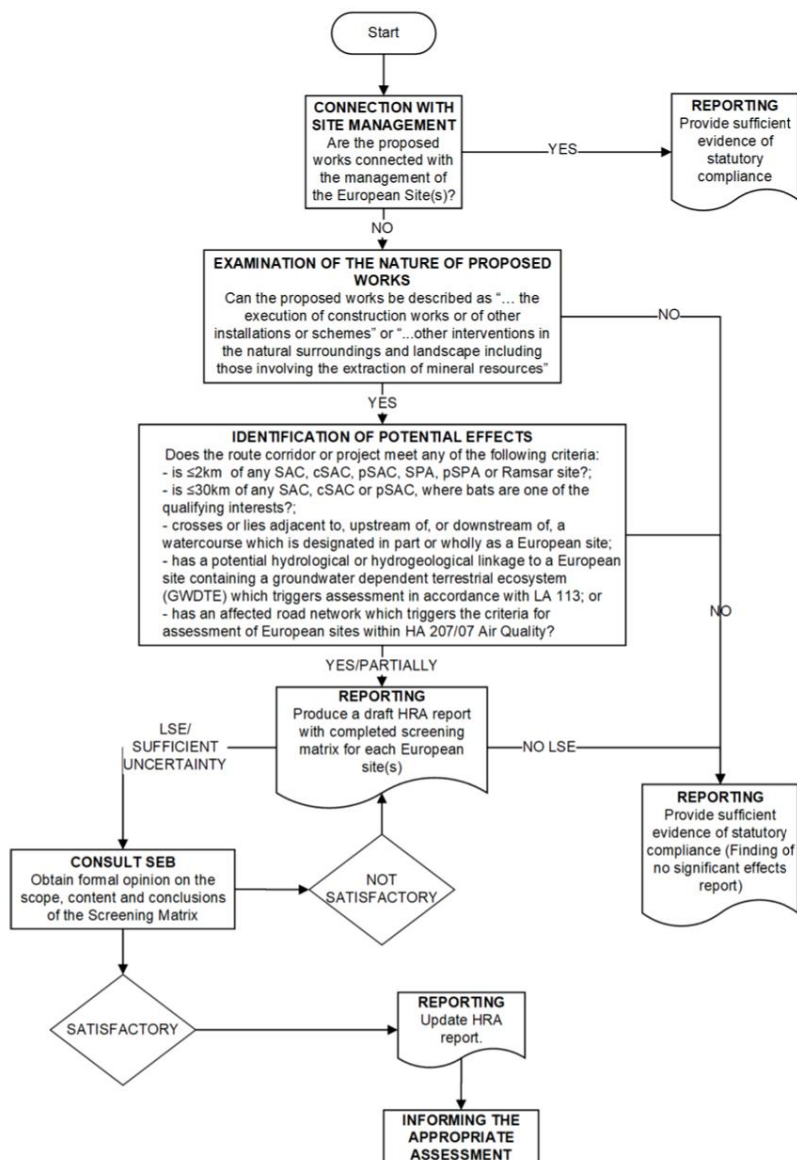 Start
CONNECTION WITH
SITE MANAGEMENT
Are the proposed
works connected with
the management of
the European Site(s)?
YES
REPORTING
Provide sufficient
evidence of
statutory
compliance
NO
EXAMINATION OF THE NATURE OF PROPOSED
WORKS
Can the proposed works be described as “… the
execution of construction works or of other
installations or schemes” or “...other interventions in
the natural surroundings and landscape including
those involving the extraction of mineral resources”
NO
YES
IDENTIFICATION OF POTENTIAL EFFECTS
Does the route corridor or project meet any of the following criteria:
- is ≤2km of any SAC, cSAC, pSAC, SPA, pSPA or Ramsar site?;
- is ≤30km of any SAC, cSAC or pSAC, where bats are one of the
qualifying interests?;
- crosses or lies adjacent to, upstream of, or downstream of, a
watercourse which is designated in part or wholly as a European site;
- has a potential hydrological or hydrogeological linkage to a European
site containing a groundwater dependent terrestrial ecosystem
(GWDTE) which triggers assessment in accordance with LA 113; or
- has an affected road network which triggers the criteria for
assessment of European sites within HA 207/07 Air Quality?
NO
YES/PARTIALLY
REPORTING
Produce a draft HRA report
with completed screening
matrix for each European
site(s)
LSE/
SUFFICIENT
UNCERTAINTY
NO LSE
REPORTING
Provide sufficient
evidence of statutory
compliance (Finding of
no significant effects
report)
CONSULT SEB
Obtain formal opinion on the
scope, content and conclusions
of the Screening Matrix
NOT
SATISFACTORY
SATISFACTORY
REPORTING
Update HRA
report.
INFORMING THE
APPROPRIATE
ASSESSMENT